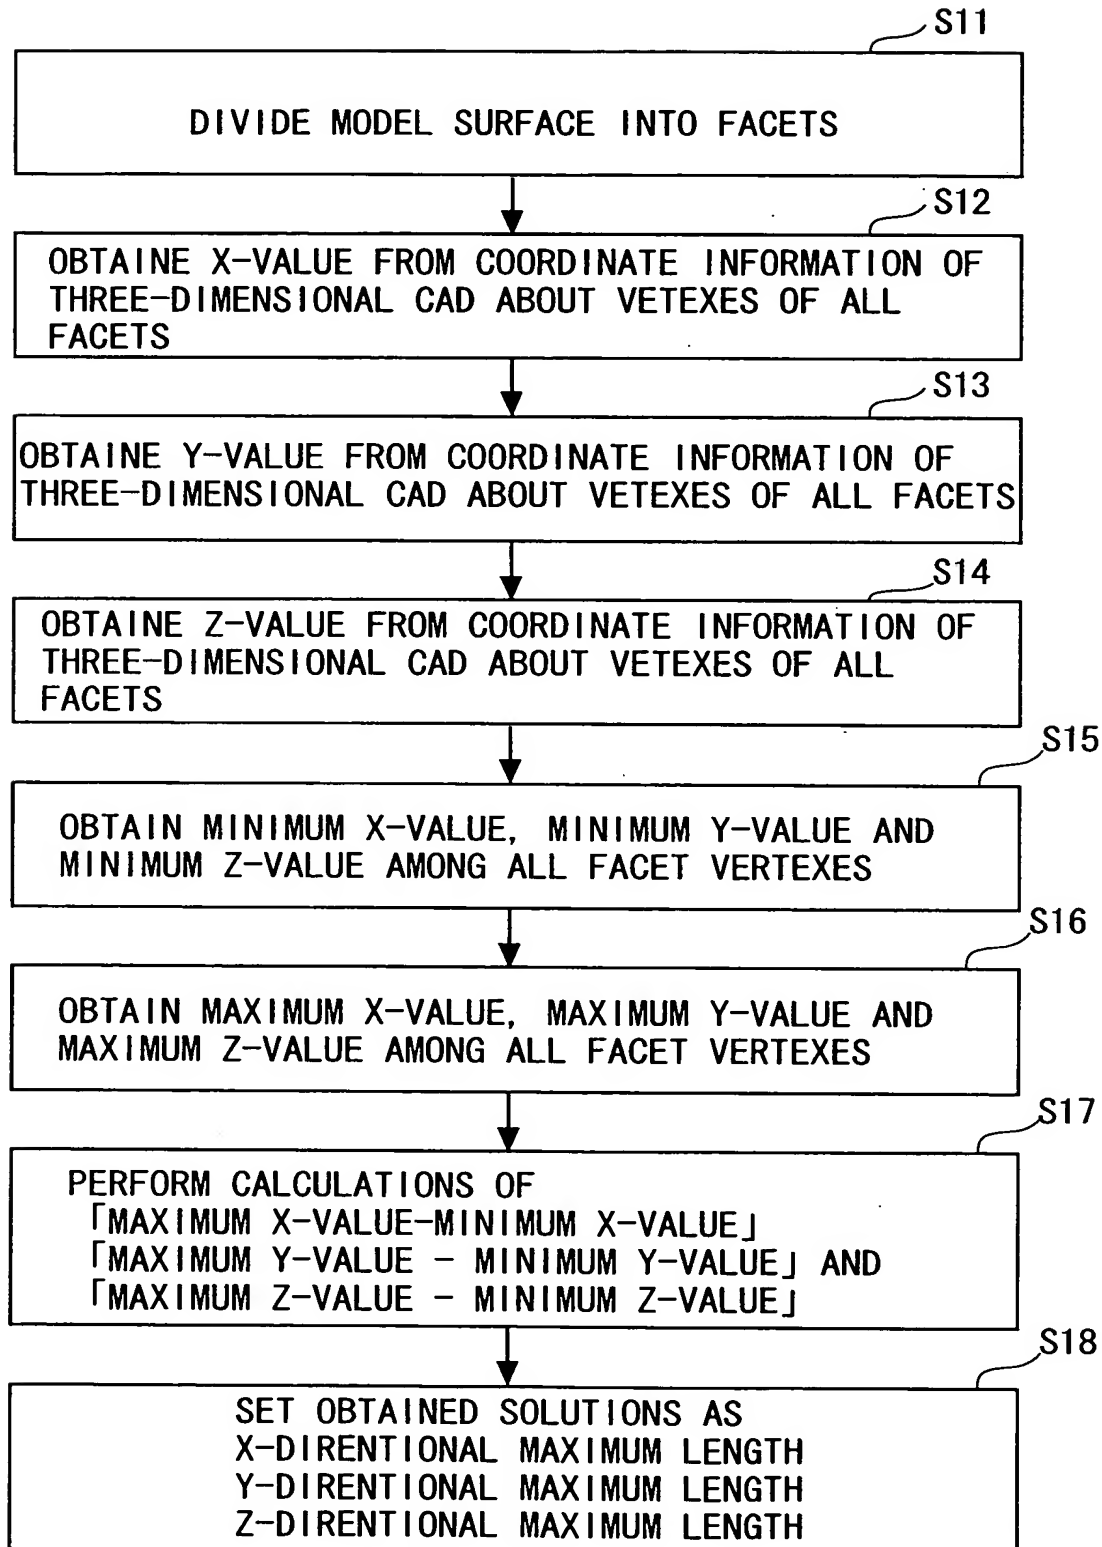 S11
DIVIDE MODEL SURFACE INTO FACETS
S12
OBTAINE X-VALUE FROM COORDINATE INFORMATION OF
THREE-DIMENSIONAL CAD ABOUT VETEXES OF ALL
FACETS
S13
OBTAINE Y-VALUE FROM COORDINATE INFORMATION OF
THREE-DIMENSIONAL CAD ABOUT VETEXES OF ALL FACETS
S14
OBTAINE Z-VALUE FROM COORDINATE INFORMATION OF
THREE-DIMENSIONAL CAD ABOUT VETEXES OF ALL
FACETS
S15
OBTAIN MINIMUM X-VALUE, MINIMUM Y-VALUE AND
MINIMUM Z-VALUE AMONG ALL FACET VERTEXES
S16
OBTAIN MAXIMUM X-VALUE, MAXIMUM Y-VALUE AND
MAXIMUM Z-VALUE AMONG ALL FACET VERTEXES
S17
PERFORM CALCULATIONS OF
「MAXIMUM X-VALUE-MINIMUM X-VALUE」
「MAXIMUM Y-VALUE - MINIMUM Y-VALUE」 AND
「MAXIMUM Z-VALUE - MINIMUM Z-VALUE」
S18
SET OBTAINED SOLUTIONS AS
X-DIRENTIONAL MAXIMUM LENGTH
Y-DIRENTIONAL MAXIMUM LENGTH
Z-DIRENTIONAL MAXIMUM LENGTH